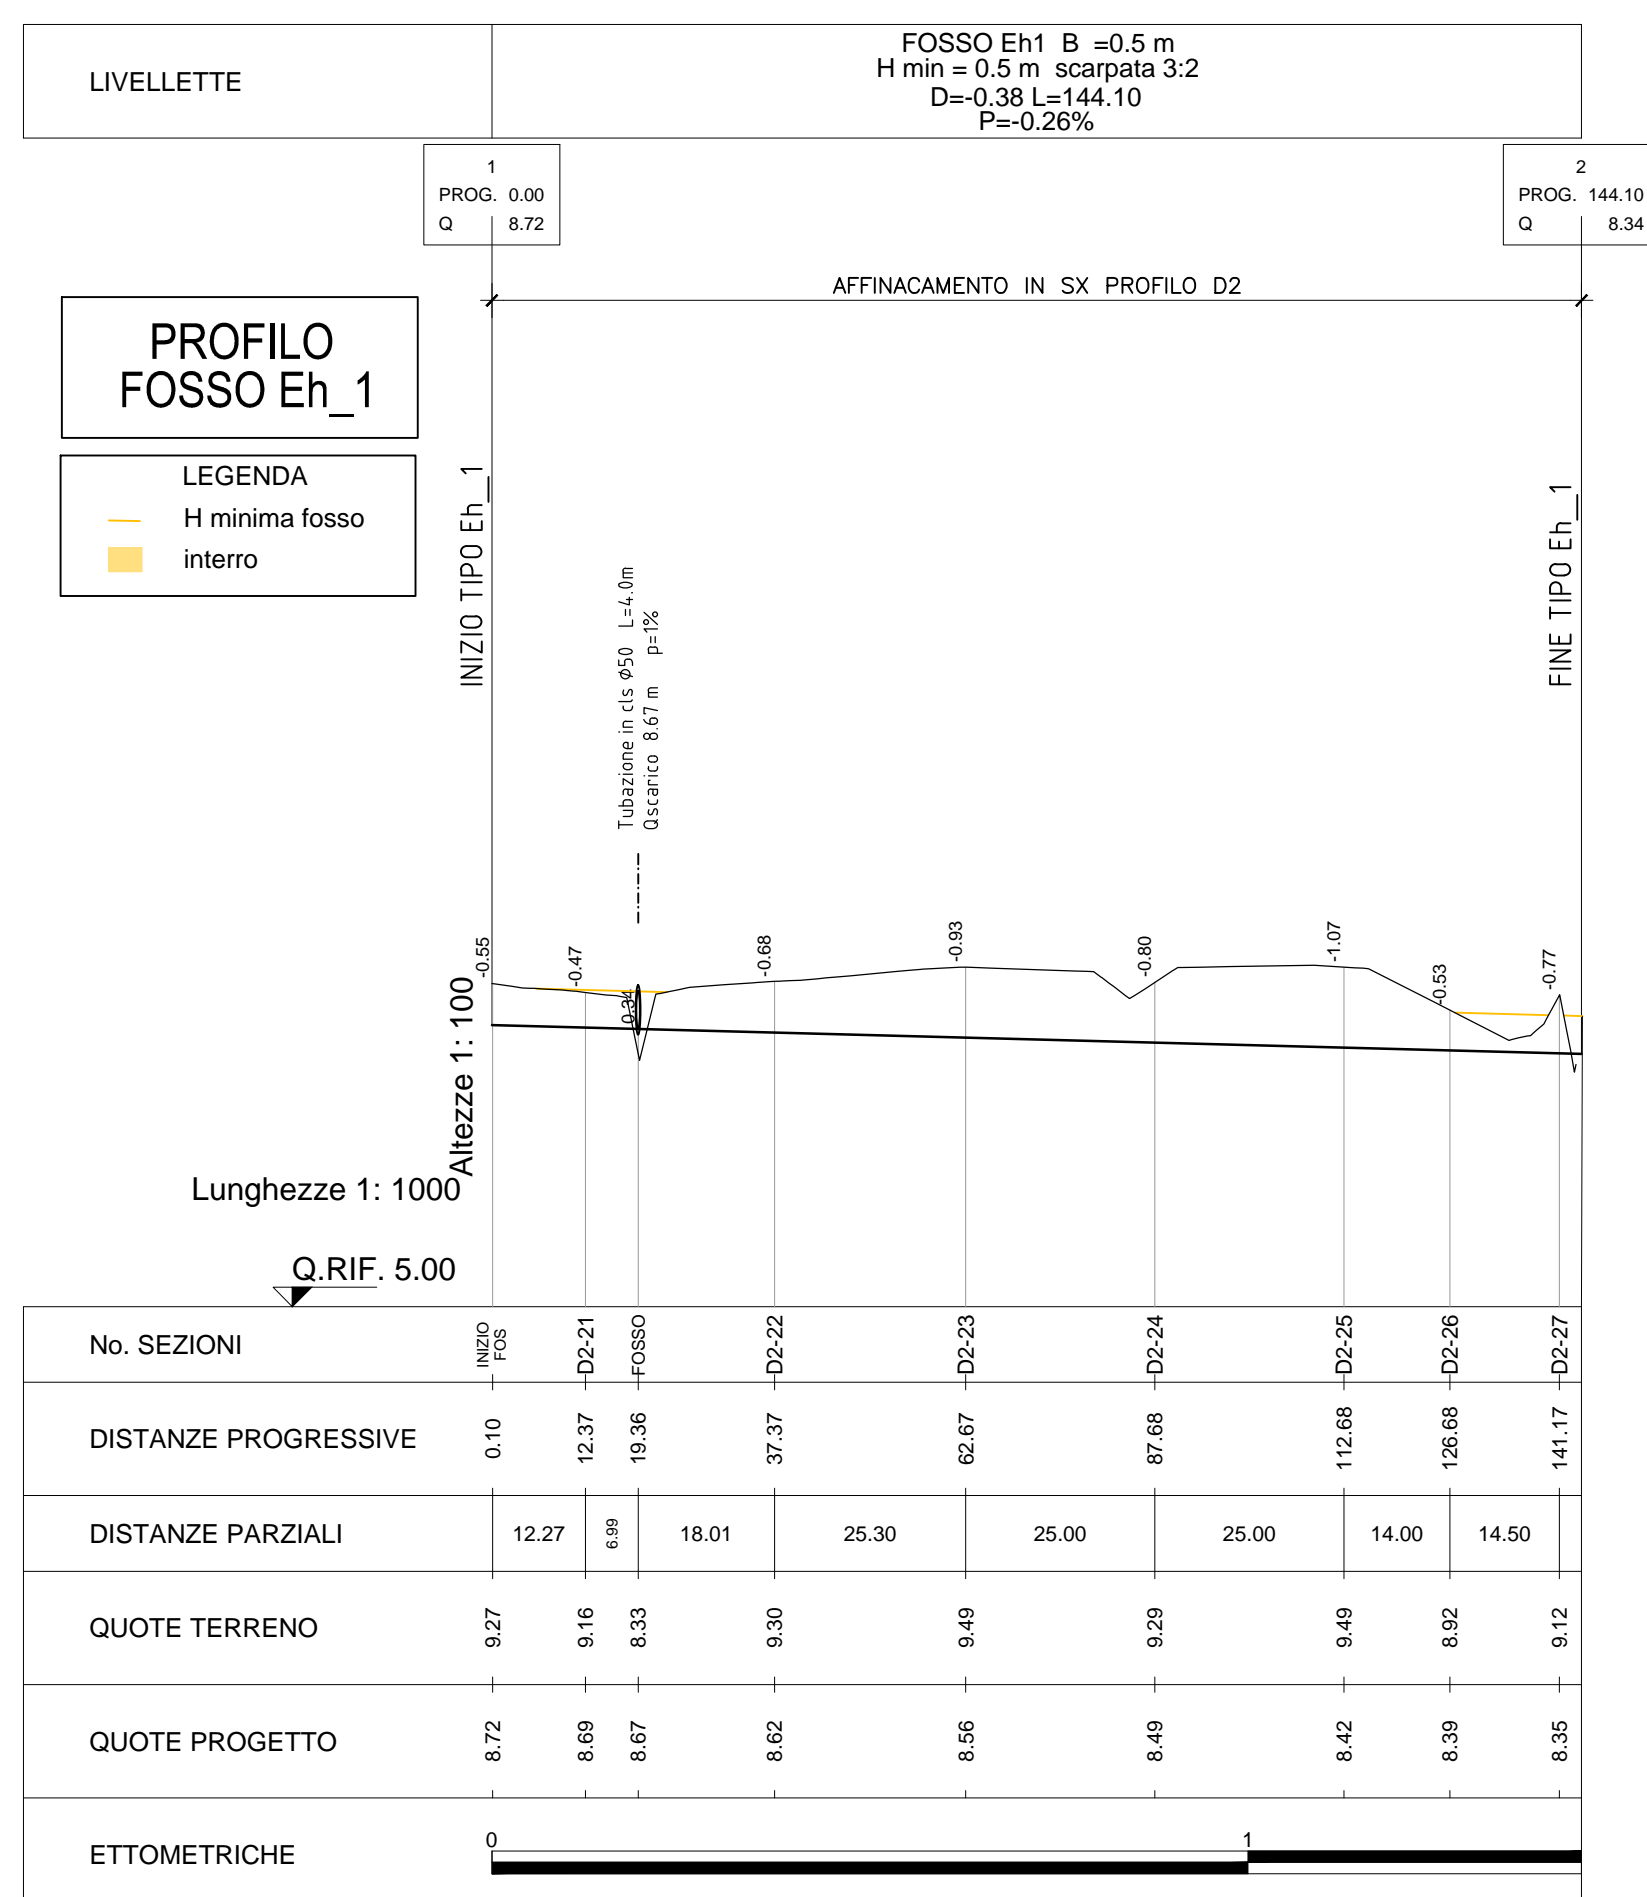 LIVELLETTE
FOSSO Eh1 B =0.5 m
H min = 0.5 m scarpata 3:2
D=-0.38 L=144.10
P=-0.26%
1
PROG. 0.00
Q 8.72
2
PROG. 144.10
Q 8.34
AFFINACAMENTO IN SX PROFILO D2
PROFILO
FOSSO Eh_1
LEGENDA
H minima fosso
interro
INIZIO TIPO Eh_1
FINE TIPO Eh_1
Tubazione in cls Ø50 L=4.0m
Qscarico 8.67 m p=1%
-0.55
-0.47
0.34
-0.68
-0.93
-0.80
-1.07
-0.53
-0.77
Altezze 1: 100
Lunghezze 1: 1000
Q.RIF. 5.00
No. SEZIONI
INIZIO
FOS
D2-21
FOSSO
D2-22
D2-23
D2-24
D2-25
D2-26
D2-27
DISTANZE PROGRESSIVE
0.10
12.37
19.36
37.37
62.67
87.68
112.68
126.68
141.17
DISTANZE PARZIALI
12.27
6.99
18.01
25.30
25.00
25.00
14.00
14.50
QUOTE TERRENO
9.27
9.16
8.33
9.30
9.49
9.29
9.49
8.92
9.12
QUOTE PROGETTO
8.72
8.69
8.67
8.62
8.56
8.49
8.42
8.39
8.35
ETTOMETRICHE
0
1